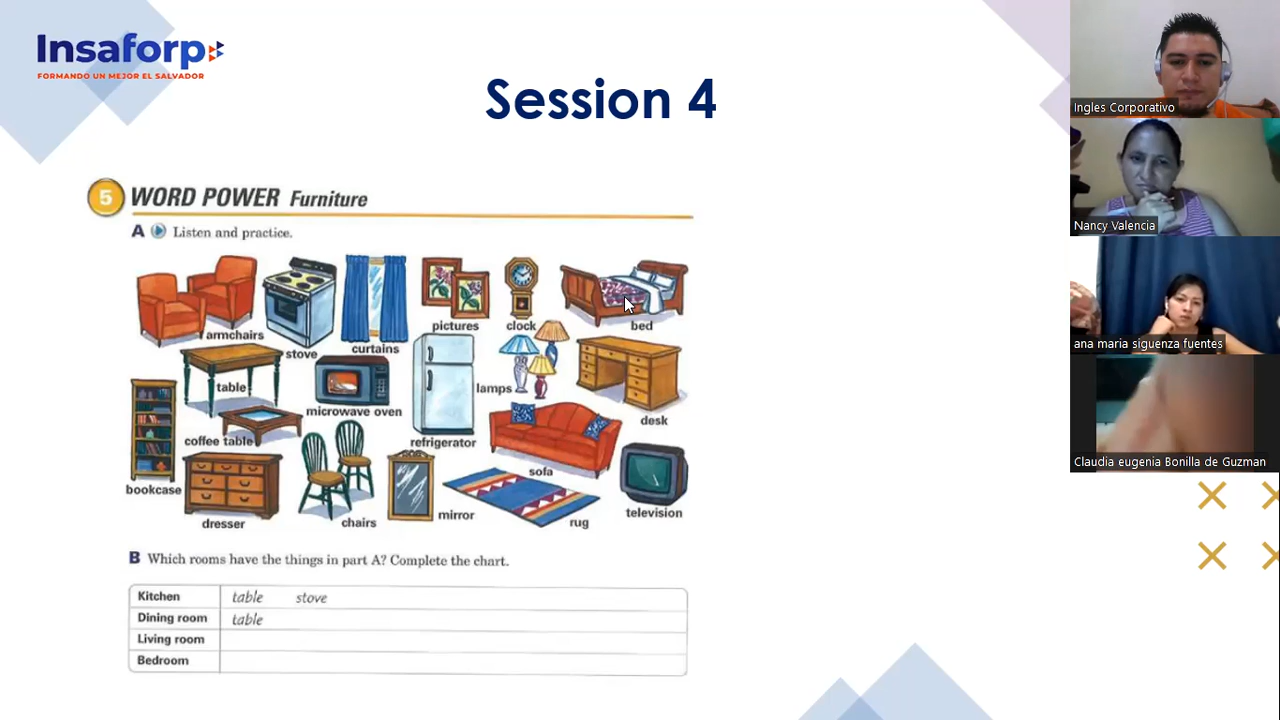 Insaforp
FORMANDO UN MEJOR EL SALVADOR
Session 4
5 WORD POWER Furniture
A Listen and practice.
armchairs
stove
curtains
pictures
clock
bed
table
microwave oven
lamps
desk
coffee table
refrigerator
sofa
bookcase
dresser
chairs
mirror
rug
television
B Which rooms have the things in part A? Complete the chart.
Kitchen table stove
Dining room table
Living room
Bedroom
Ingles Corporativo
Nancy Valencia
ana maria siguenza fuentes
Claudia eugenia Bonilla de Guzman